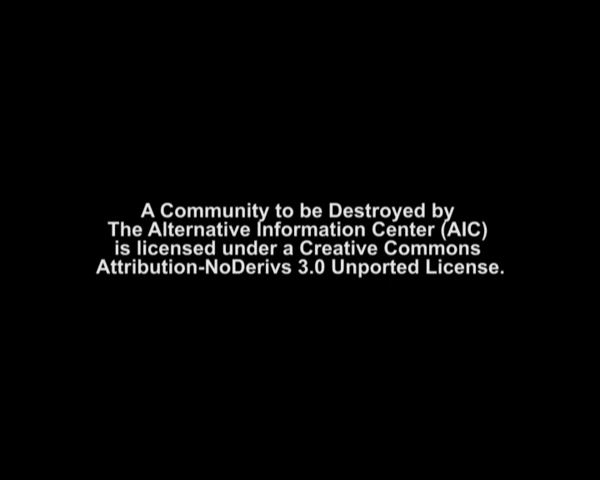 A Community to be Destroyed by
The Alternative Information Center (AIC)
is licensed under a Creative Commons
Attribution-NoDerivs 3.0 Unported License.